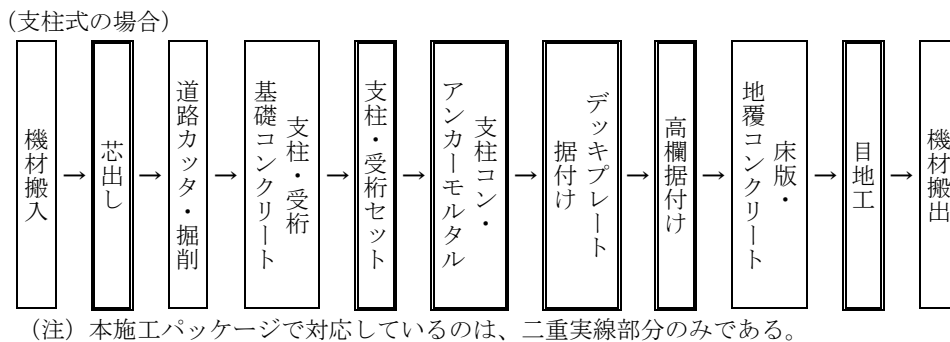 （支柱式の場合）
機材搬入
→
芯出し
→
道路カッタ・掘削
→
支柱・受桁
基礎コンクリート
→
支柱・受桁セット
→
支柱コン・
アンカーモルタル
→
デッキプレート
据付け
→
高欄据付け
→
床版・
地覆コンクリート
→
目地工
→
機材搬出
（注）本施工パッケージで対応しているのは、二重実線部分のみである。